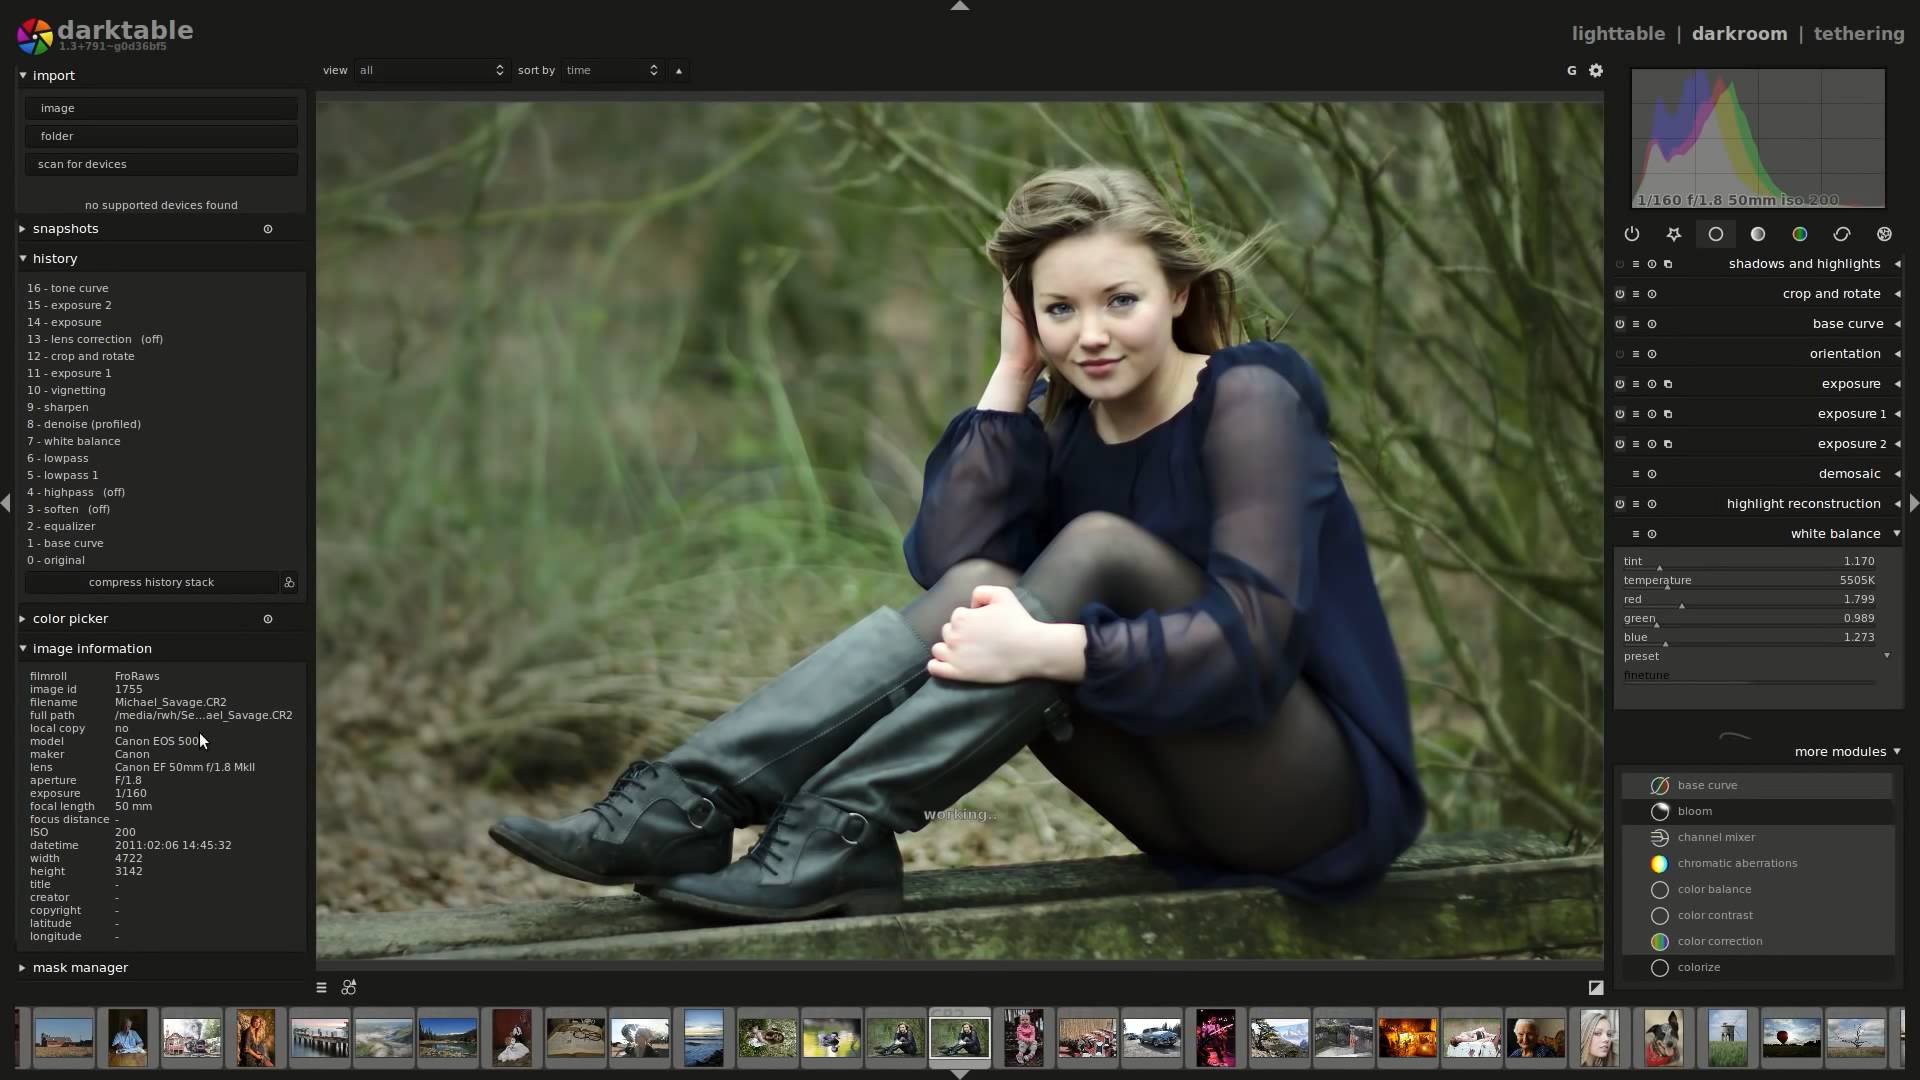 darktable
1.3+791~g0d36bf5
lighttable | darkroom | tethering
import
image
folder
scan for devices
no supported devices found
snapshots
history
16 - tone curve
15 - exposure 2
14 - exposure
13 - lens correction (off)
12 - crop and rotate
11 - exposure 1
10 - vignetting
9 - sharpen
8 - denoise (profiled)
7 - white balance
6 - lowpass
5 - lowpass 1
4 - highpass (off)
3 - soften (off)
2 - equalizer
1 - base curve
0 - original
compress history stack
color picker
image information
filmroll FroRaws
image id 1755
filename Michael_Savage.CR2
full path /media/rwh/Se...ael_Savage.CR2
local copy no
model Canon EOS 500
maker Canon
lens Canon EF 50mm f/1.8 MkII
aperture F/1.8
exposure 1/160
focal length 50 mm
focus distance -
ISO 200
datetime 2011:02:06 14:45:32
width 4722
height 3142
title -
creator -
copyright -
latitude -
longitude -
mask manager
view all sort by time
G
working..
1/160 f/1.8 50mm iso 200
shadows and highlights
crop and rotate
base curve
orientation
exposure
exposure 1
exposure 2
demosaic
highlight reconstruction
white balance
tint 1.170
temperature 5505K
red 1.799
green 0.989
blue 1.273
preset
finetune
more modules
base curve
bloom
channel mixer
chromatic aberrations
color balance
color contrast
color correction
colorize